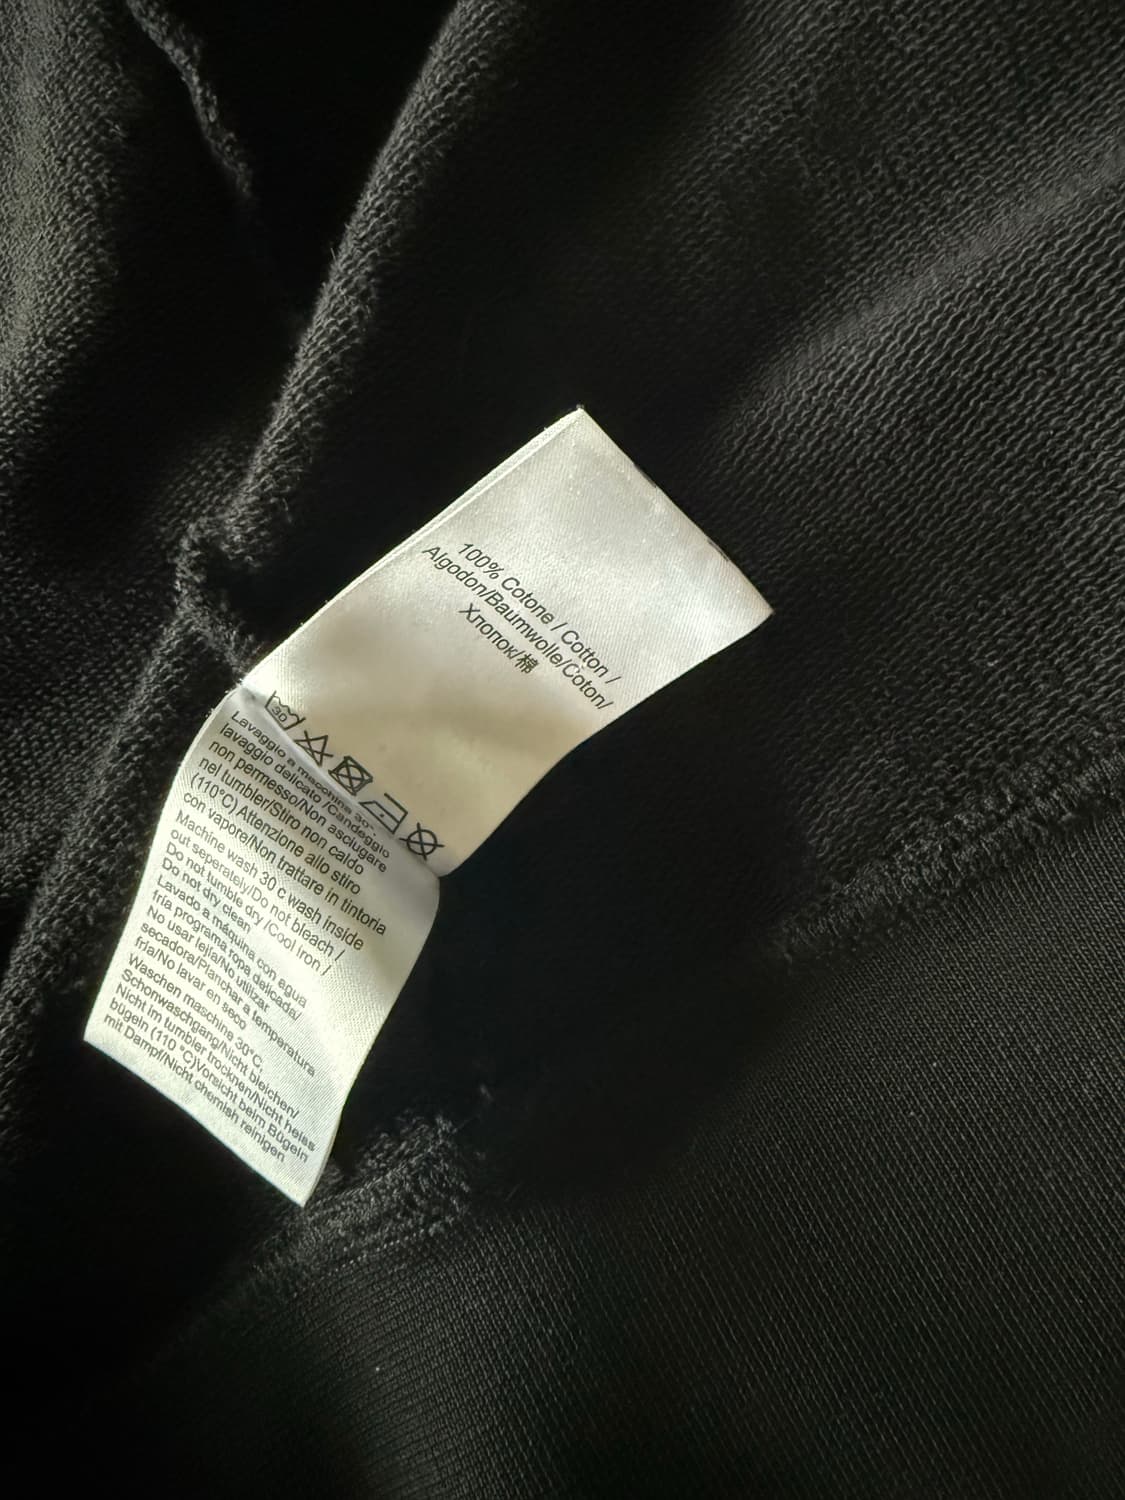 100% Cotone / Cotton /
Algodon/Baumwolle/Coton/
Хлопок/棉
30
Lavaggio a macchina 30°,
lavaggio delicato /Candeggio
non permesso/Non asciugare
nel tumbler/Stiro non caldo
(110°C) Attenzione allo stiro
con vapore/Non trattare in tintoria
Machine wash 30 c wash inside
out seperately/Do not bleach /
Do not tumble dry /Cool iron /
Do not dry clean
Lavado a máquina con agua
fría programa ropa delicada/
No usar lejía/No utilizar
secadora/Planchar a temperatura
fría/No lavar en seco
Waschen maschine 30°C,
Schonwaschgang/Nicht bleichen/
Nicht im tumbler trocknen/Nicht heiss
bügeln (110 °C)Vorsicht beim Bügeln
mit Dampf/Nicht chemish reinigen